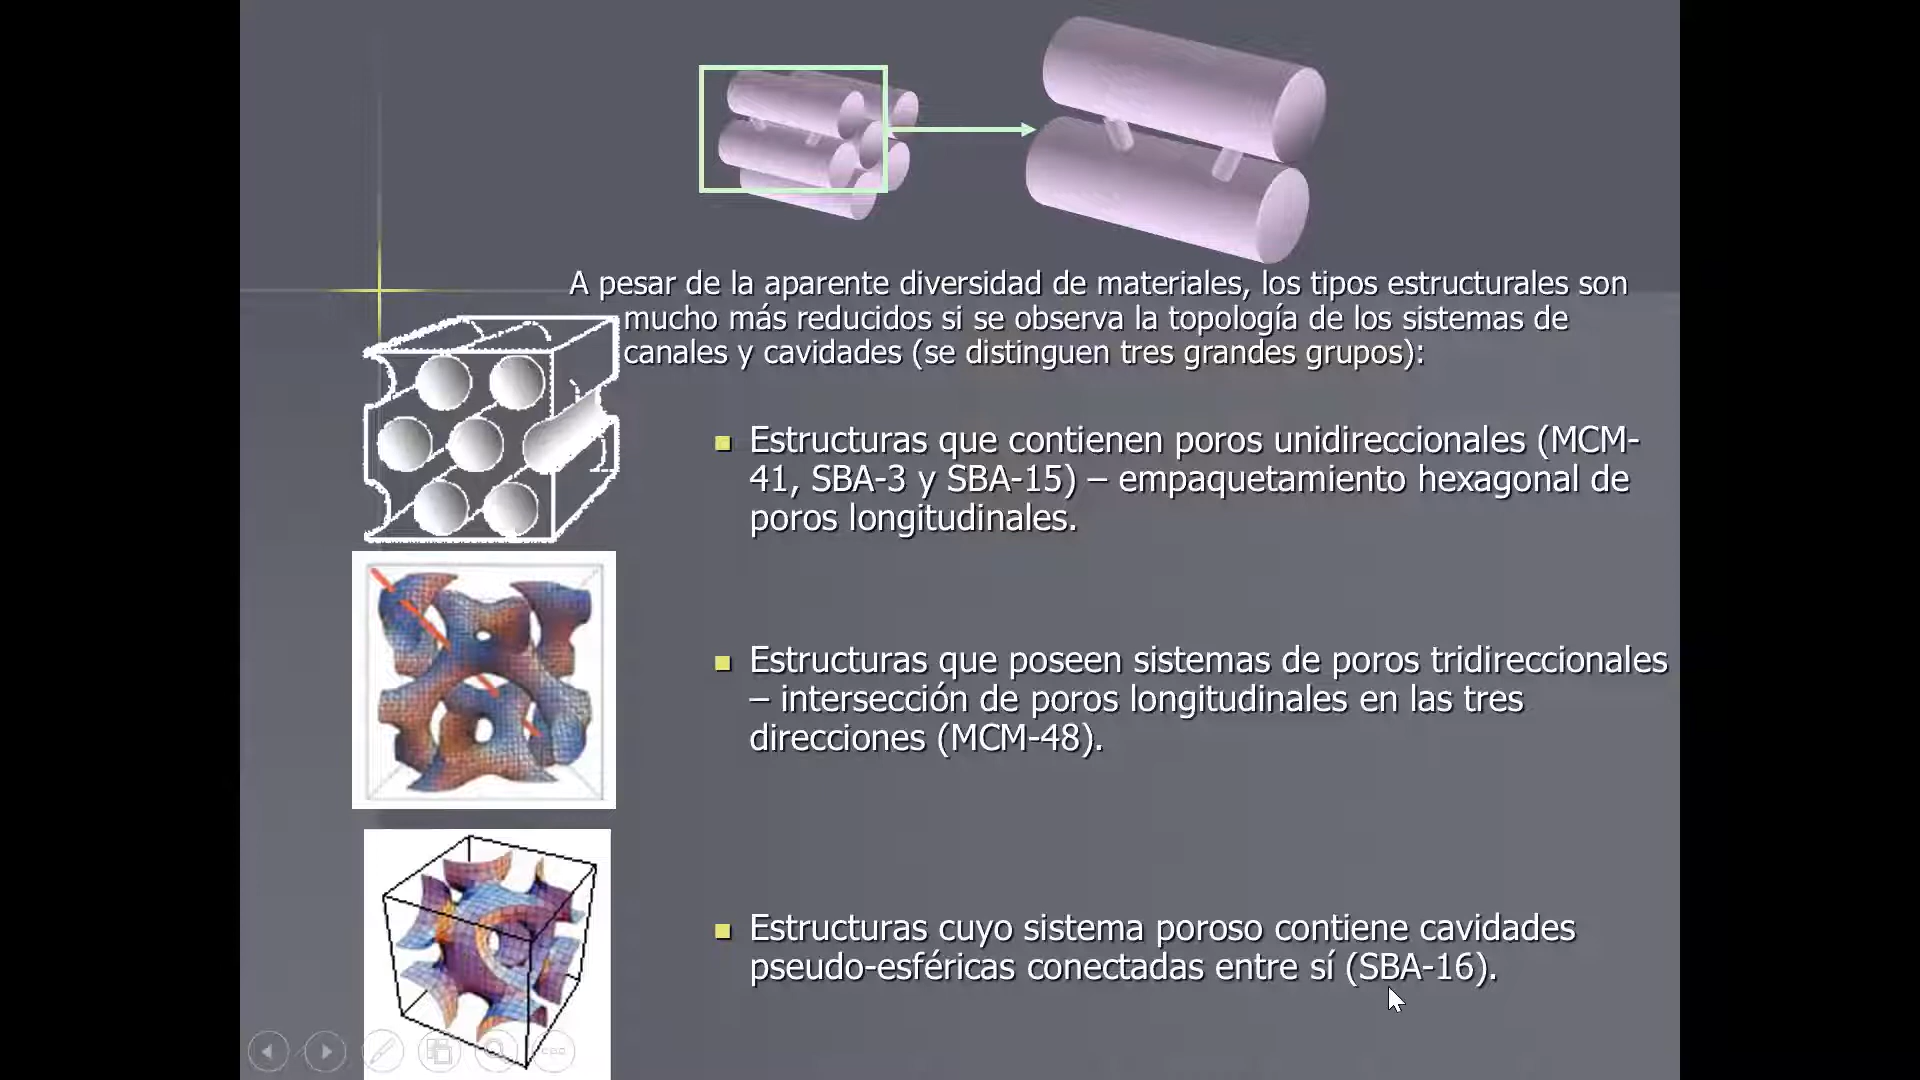 A pesar de la aparente diversidad de materiales, los tipos estructurales son
mucho más reducidos si se observa la topología de los sistemas de
canales y cavidades (se distinguen tres grandes grupos):
Estructuras que contienen poros unidireccionales (MCM-
41, SBA-3 y SBA-15) – empaquetamiento hexagonal de
poros longitudinales.
Estructuras que poseen sistemas de poros tridireccionales
– intersección de poros longitudinales en las tres
direcciones (MCM-48).
Estructuras cuyo sistema poroso contiene cavidades
pseudo-esféricas conectadas entre sí (SBA-16).